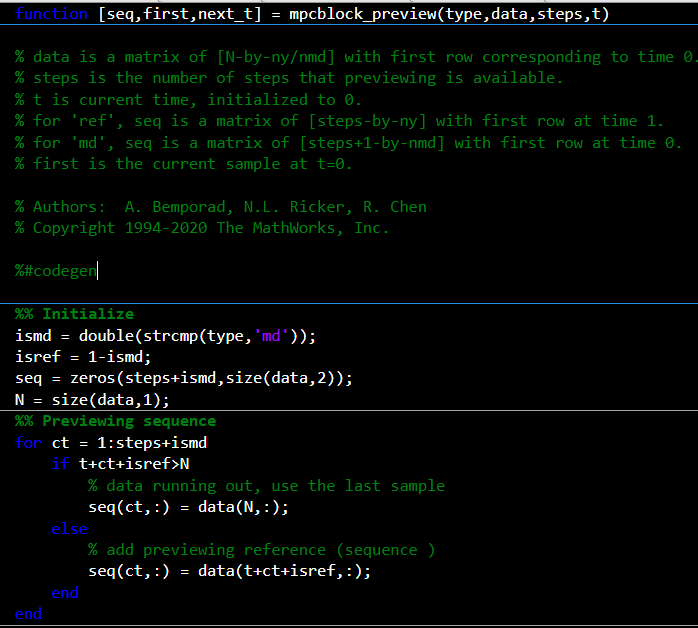 function [seq,first,next_t] = mpcblock_preview(type,data,steps,t)
% data is a matrix of [N-by-ny/nmd] with first row corresponding to time 0.
% steps is the number of steps that previewing is available.
% t is current time, initialized to 0.
% for 'ref', seq is a matrix of [steps-by-ny] with first row at time 1.
% for 'md', seq is a matrix of [steps+1-by-nmd] with first row at time 0.
% first is the current sample at t=0.
% Authors:  A. Bemporad, N.L. Ricker, R. Chen
% Copyright 1994-2020 The MathWorks, Inc.
%#codegen
%% Initialize
ismd = double(strcmp(type,'md'));
isref = 1-ismd;
seq = zeros(steps+ismd,size(data,2));
N = size(data,1);
%% Previewing sequence
for ct = 1:steps+ismd
    if t+ct+isref>N
        % data running out, use the last sample
        seq(ct,:) = data(N,:);
    else
        % add previewing reference (sequence )
        seq(ct,:) = data(t+ct+isref,:);
    end
end